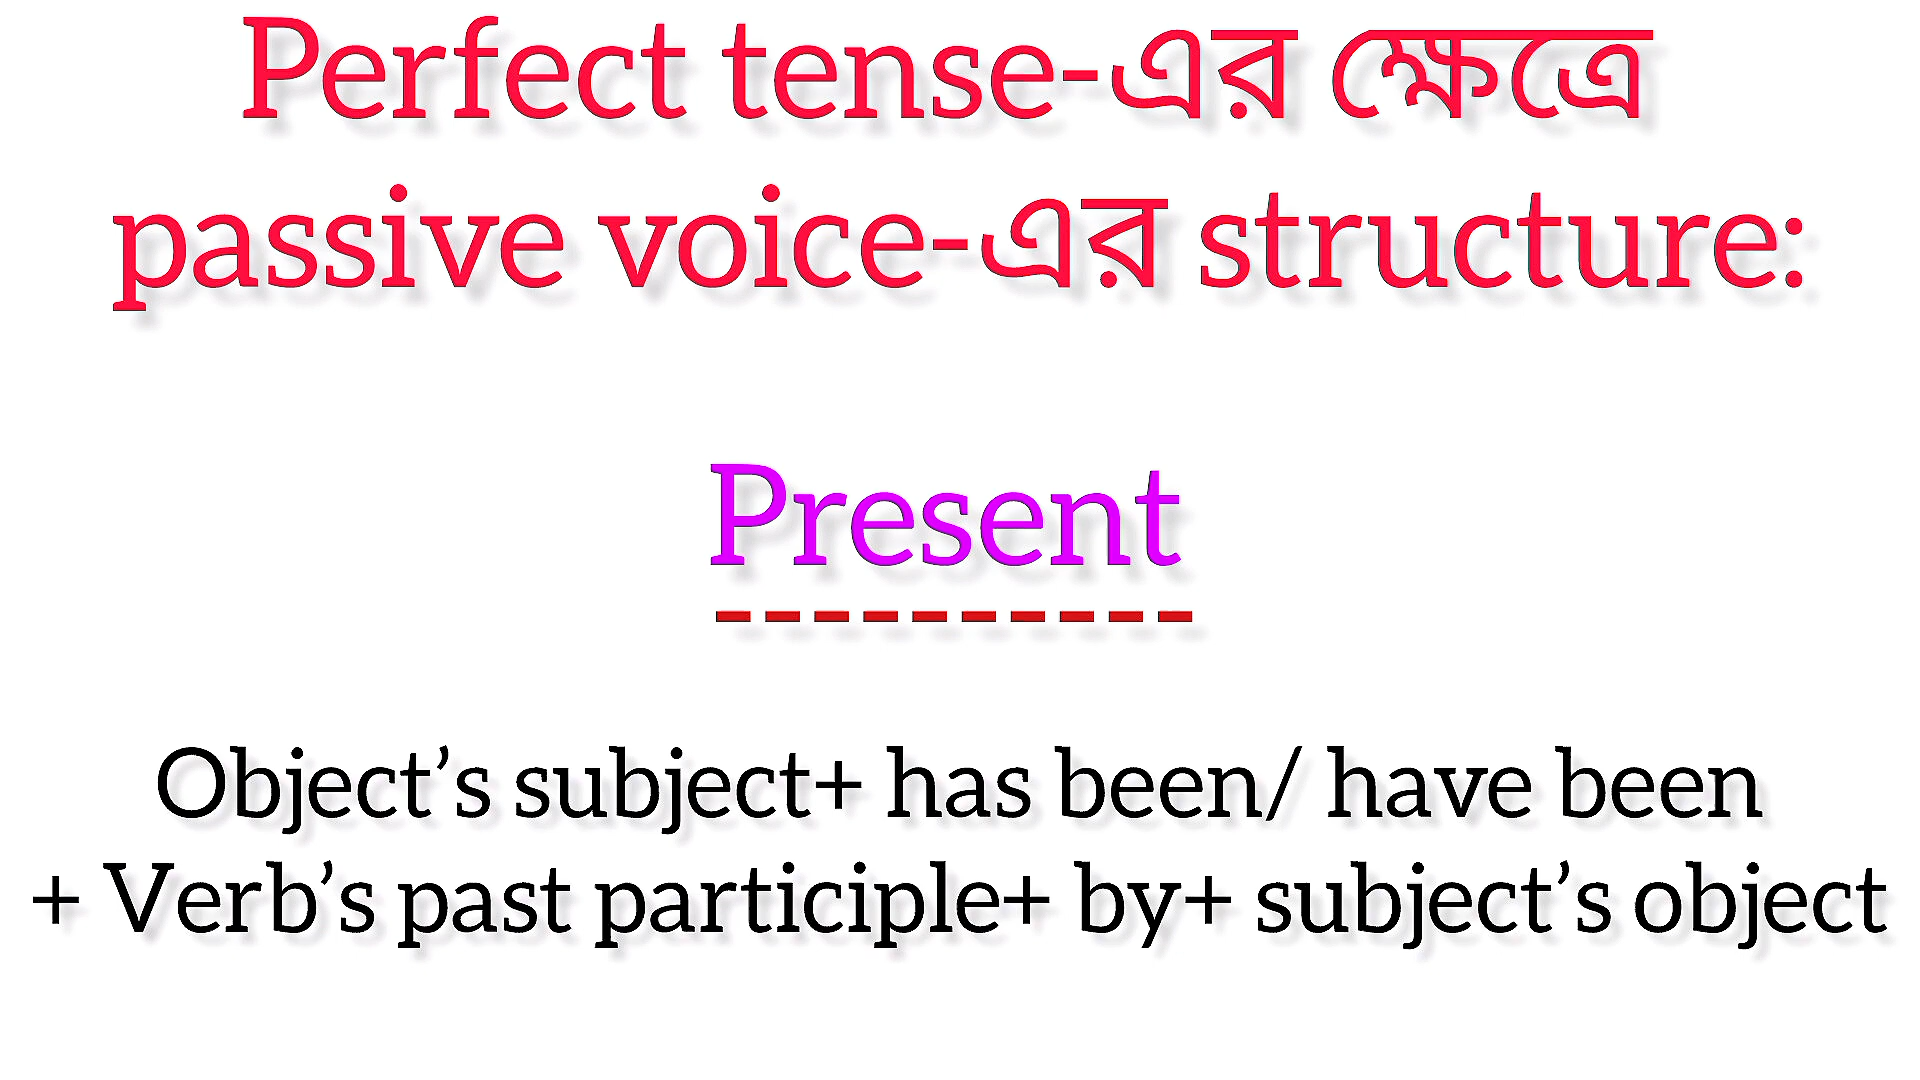 Perfect tense-এর ক্ষেত্রে
passive voice-এর structure:
Present
----------
Object’s subject+ has been/ have been
+ Verb’s past participle+ by+ subject’s object